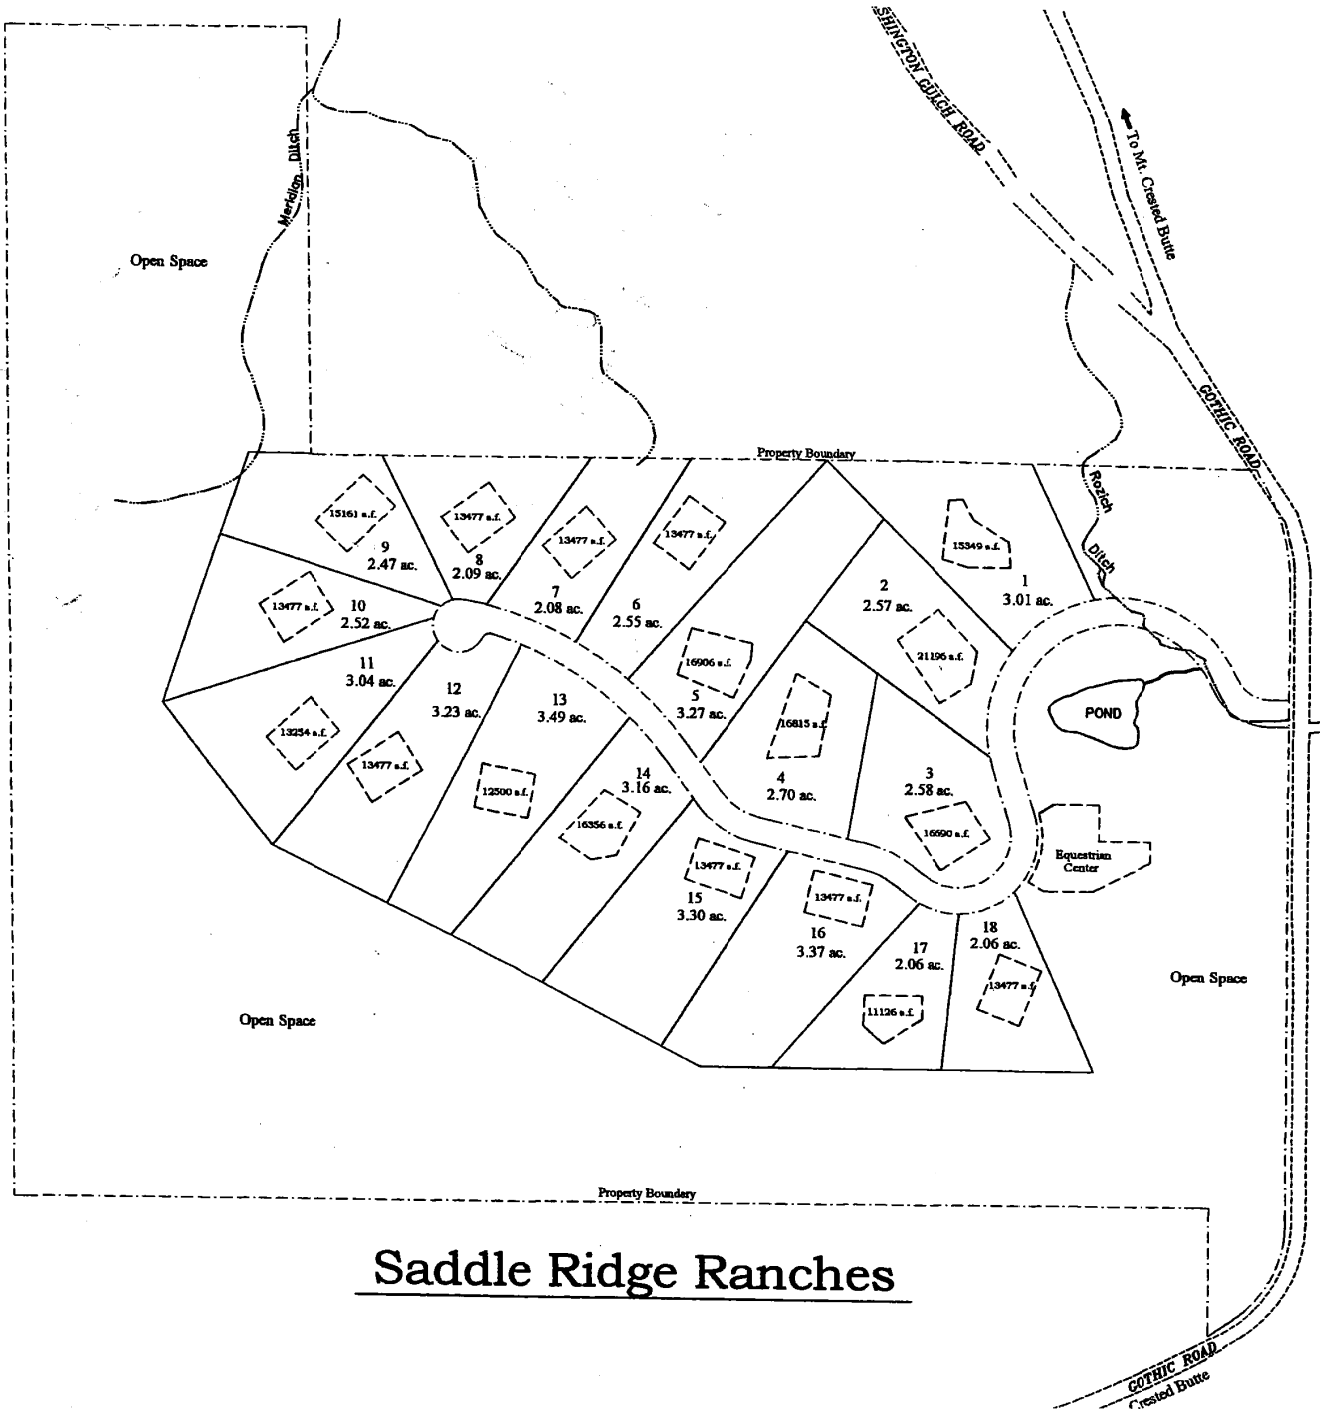 SHINGTON GULCH ROAD
To Mt. Crested Butte
Meridian Ditch
Open Space
GOTHIC ROAD
Property Boundary
Rozich
Ditch
15161 s.f.
9
2.47 ac.
13477 s.f.
8
2.09 ac.
13477 s.f.
7
2.08 ac.
13477 s.f.
6
2.55 ac.
15349 s.f.
1
3.01 ac.
2
2.57 ac.
21196 s.f.
13477 s.f.
10
2.52 ac.
11
3.04 ac.
13254 s.f.
12
3.23 ac.
13477 s.f.
13
3.49 ac.
12500 s.f.
16906 s.f.
5
3.27 ac.
16815 s.f.
4
2.70 ac.
3
2.58 ac.
16690 s.f.
POND
14
3.16 ac.
16356 s.f.
13477 s.f.
15
3.30 ac.
13477 s.f.
16
3.37 ac.
17
2.06 ac.
11126 s.f.
18
2.06 ac.
13477 s.f.
Equestrian
Center
Open Space
Open Space
Property Boundary
Saddle Ridge Ranches
GOTHIC ROAD
Crested Butte